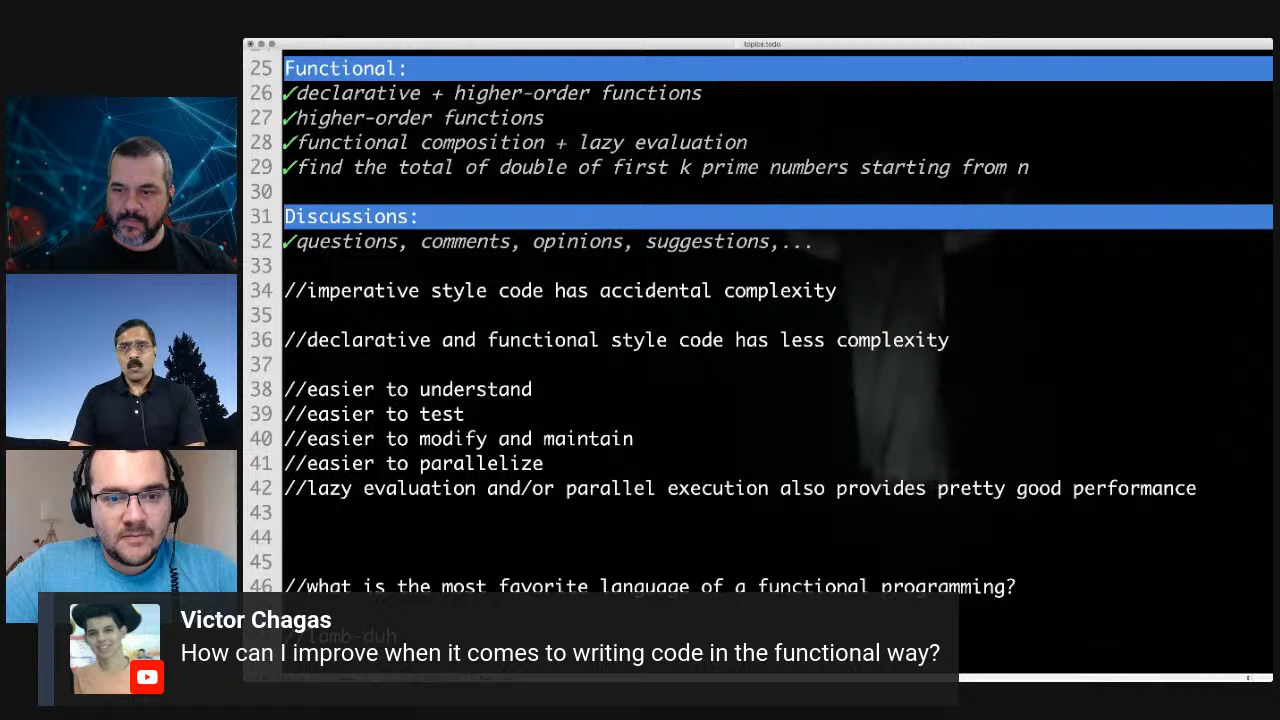 topics.todo
25 Functional:
26 ✓declarative + higher-order functions
27 ✓higher-order functions
28 ✓functional composition + lazy evaluation
29 ✓find the total of double of first k prime numbers starting from n
30
31 Discussions:
32 ✓questions, comments, opinions, suggestions,...
33
34 //imperative style code has accidental complexity
35
36 //declarative and functional style code has less complexity
37
38 //easier to understand
39 //easier to test
40 //easier to modify and maintain
41 //easier to parallelize
42 //lazy evaluation and/or parallel execution also provides pretty good performance
43
44
45
46 //what is the most favorite language of a functional programming?
//lamb-duh
Victor Chagas
How can I improve when it comes to writing code in the functional way?